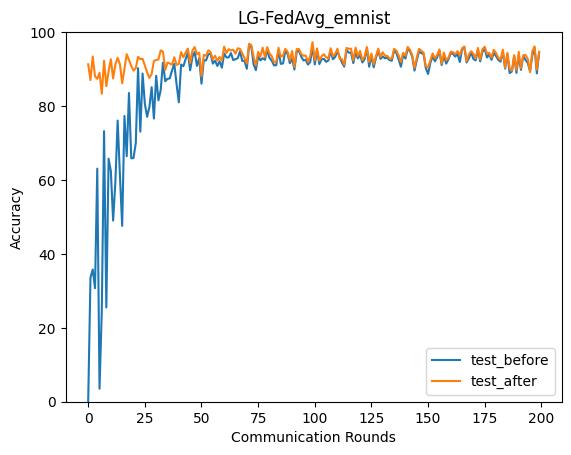 LG-FedAvg_emnist
Accuracy
100
80
60
40
20
0
0 25 50 75 100 125 150 175 200
Communication Rounds
test_before
test_after